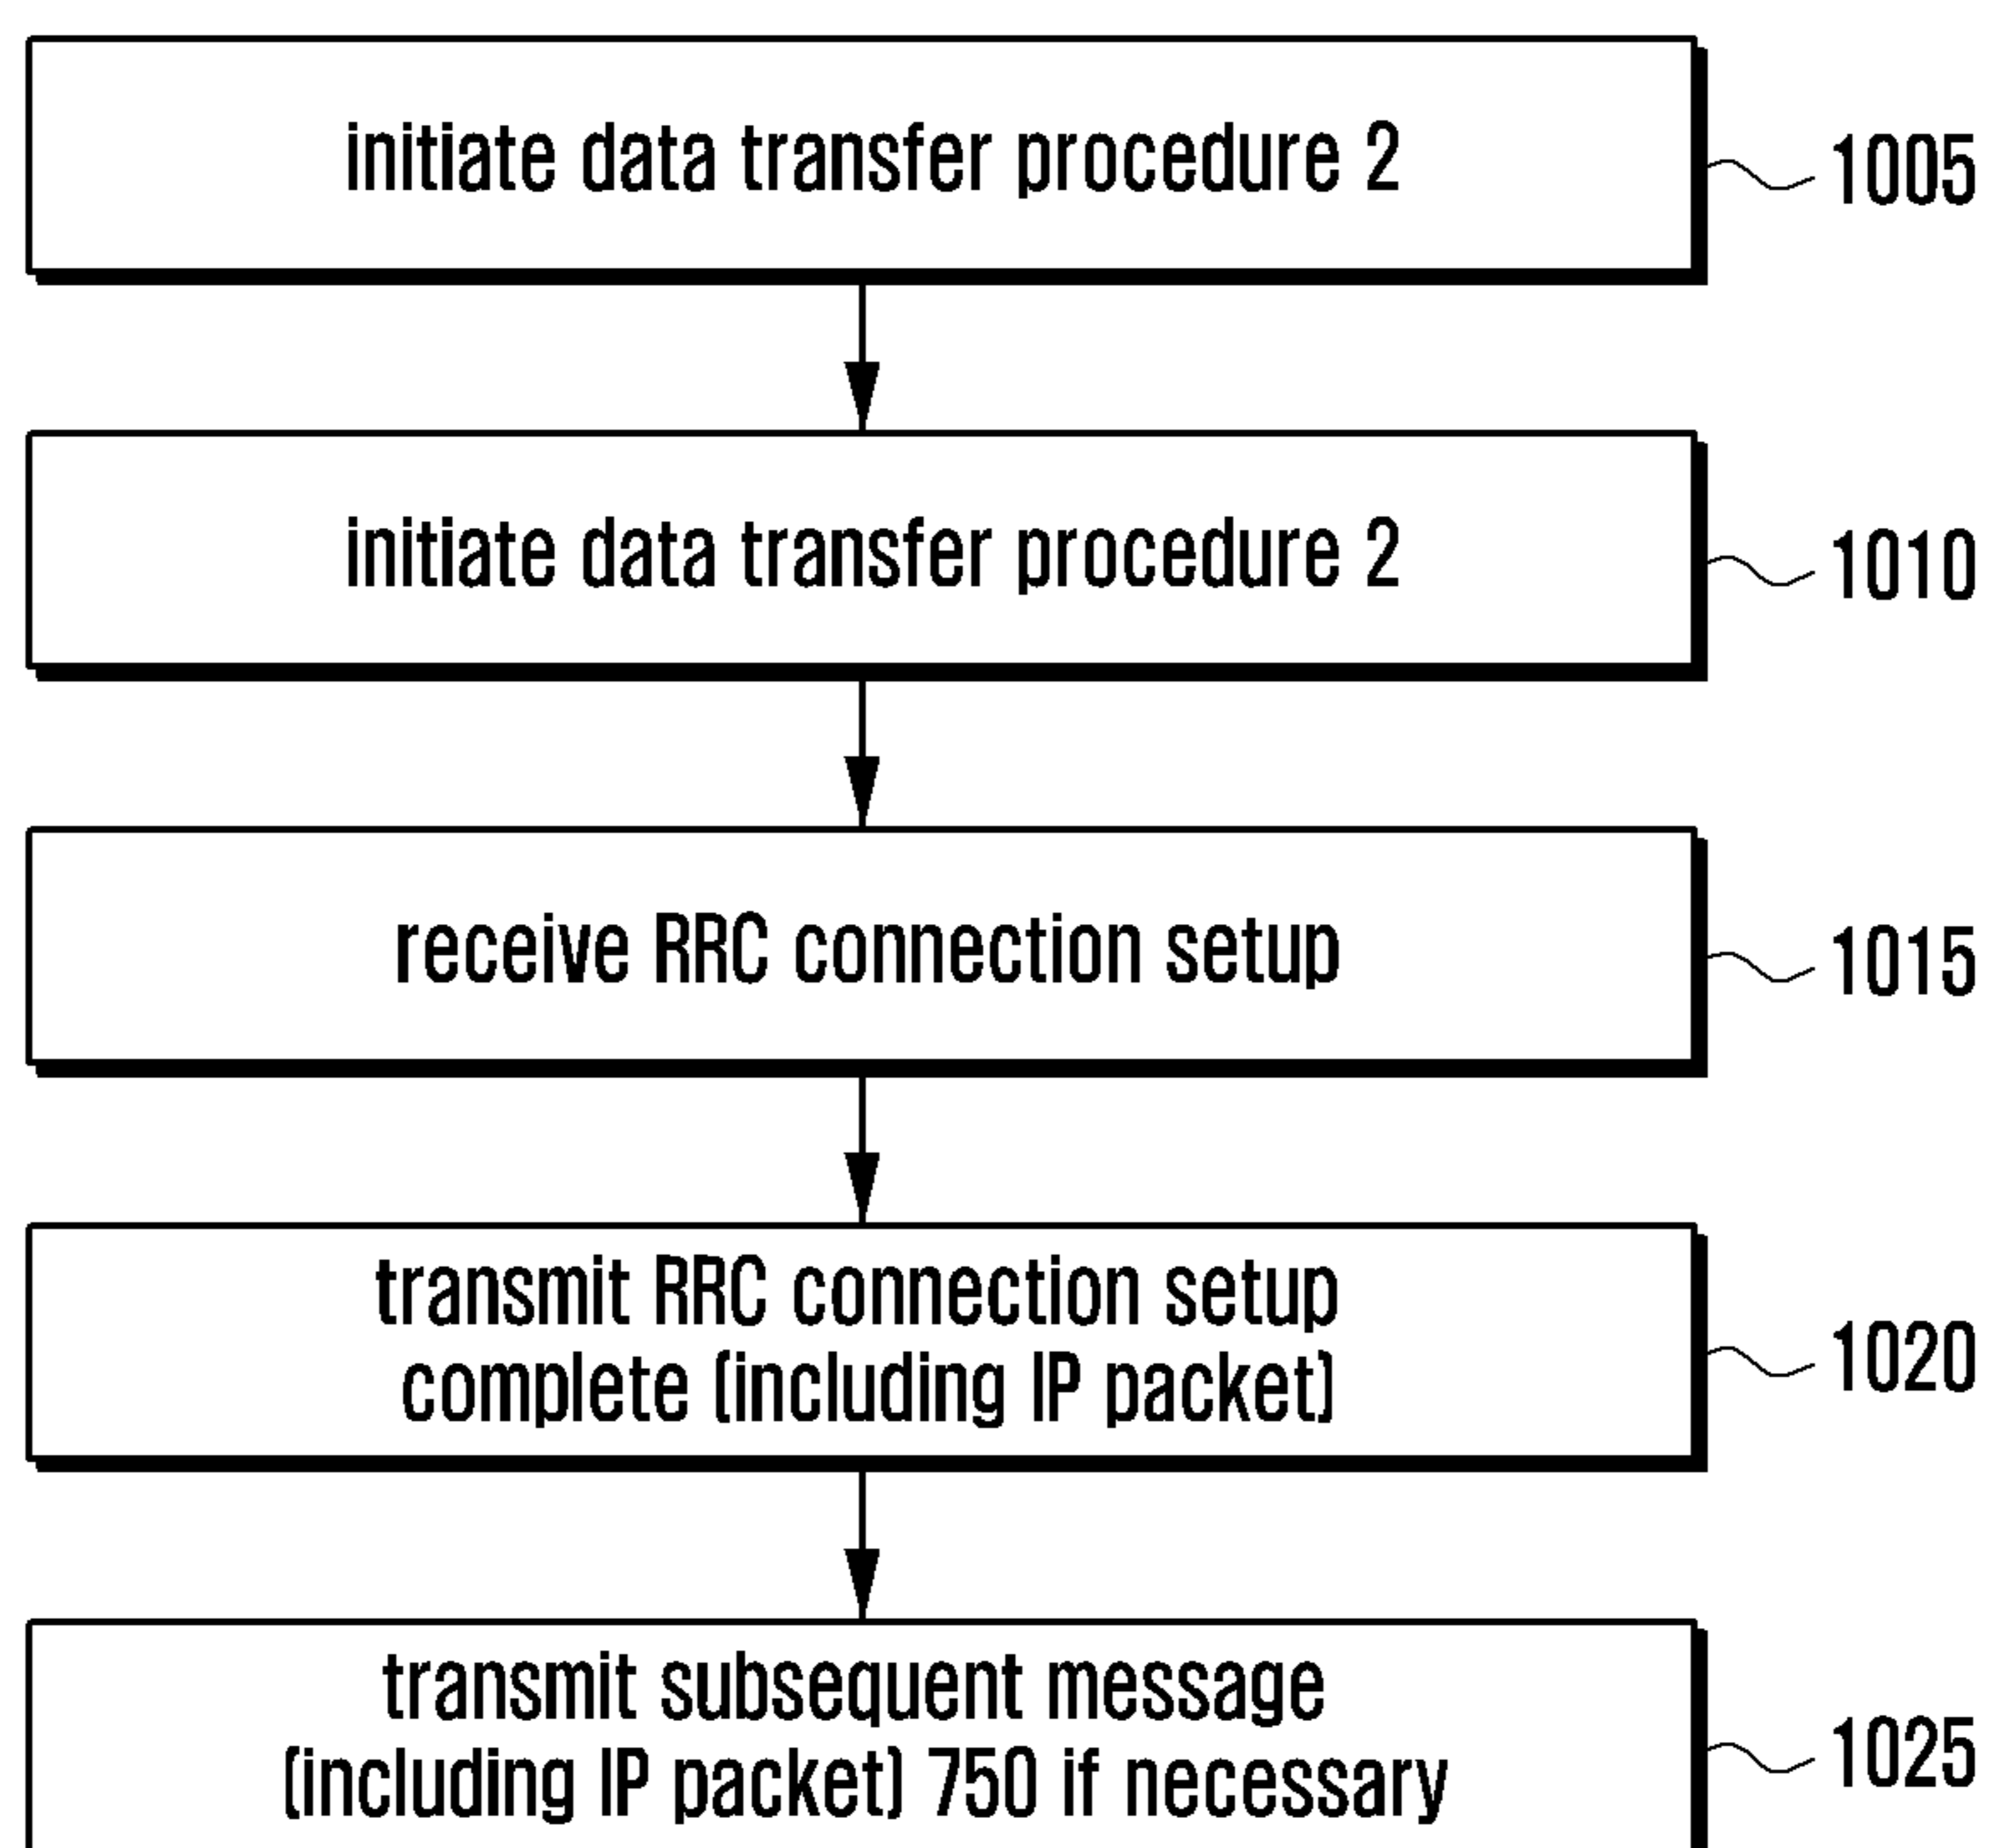 initiate data transfer procedure 2
1005
initiate data transfer procedure 2
1010
receive RRC connection setup
1015
transmit RRC connection setup
complete (including IP packet)
1020
transmit subsequent message
(including IP packet) 750 if necessary
1025